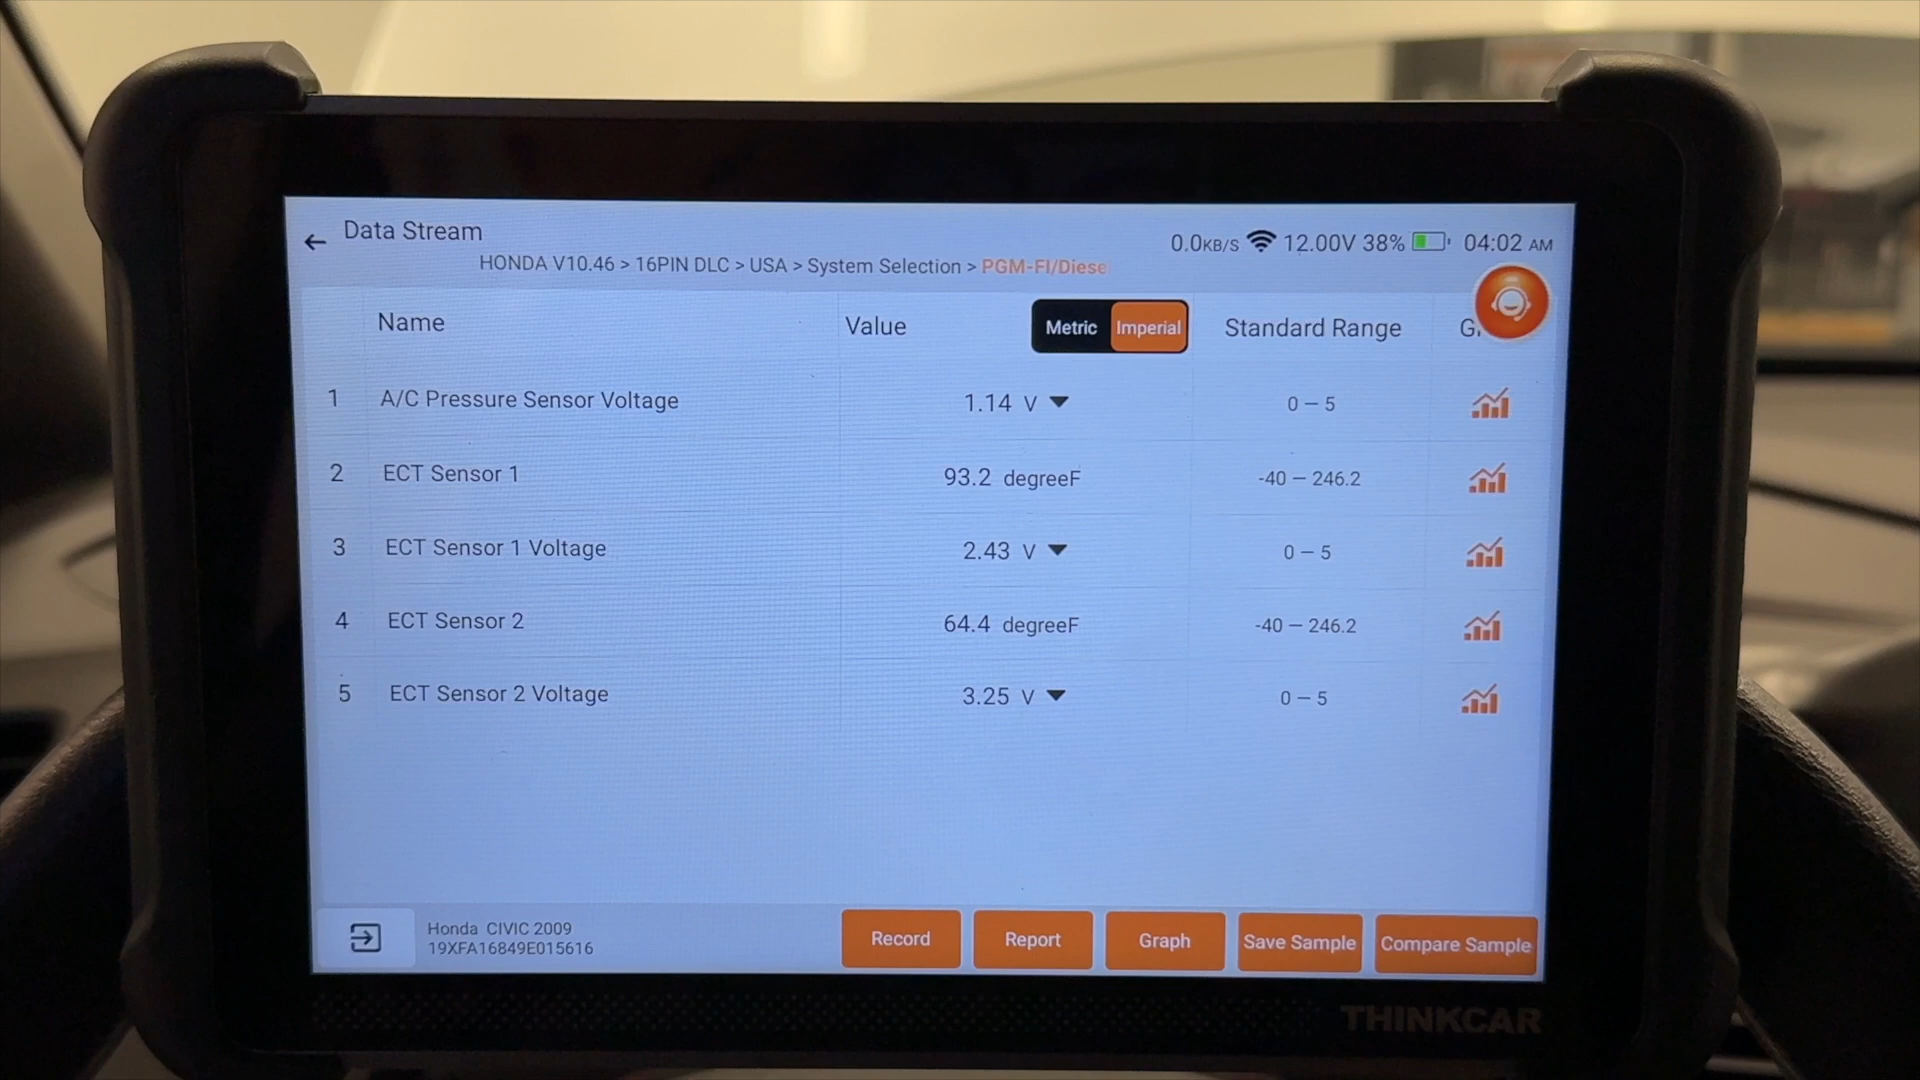 Data Stream
HONDA V10.46 > 16PIN DLC > USA > System Selection > PGM-FI/Diese
0.0KB/S 12.00V 38% 04:02 AM
Name Value Metric Imperial Standard Range G.
1 A/C Pressure Sensor Voltage 1.14 V 0 – 5
2 ECT Sensor 1 93.2 degreeF -40 – 246.2
3 ECT Sensor 1 Voltage 2.43 V 0 – 5
4 ECT Sensor 2 64.4 degreeF -40 – 246.2
5 ECT Sensor 2 Voltage 3.25 V 0 – 5
Honda CIVIC 2009
19XFA16849E015616
Record Report Graph Save Sample Compare Sample
THINKCAR